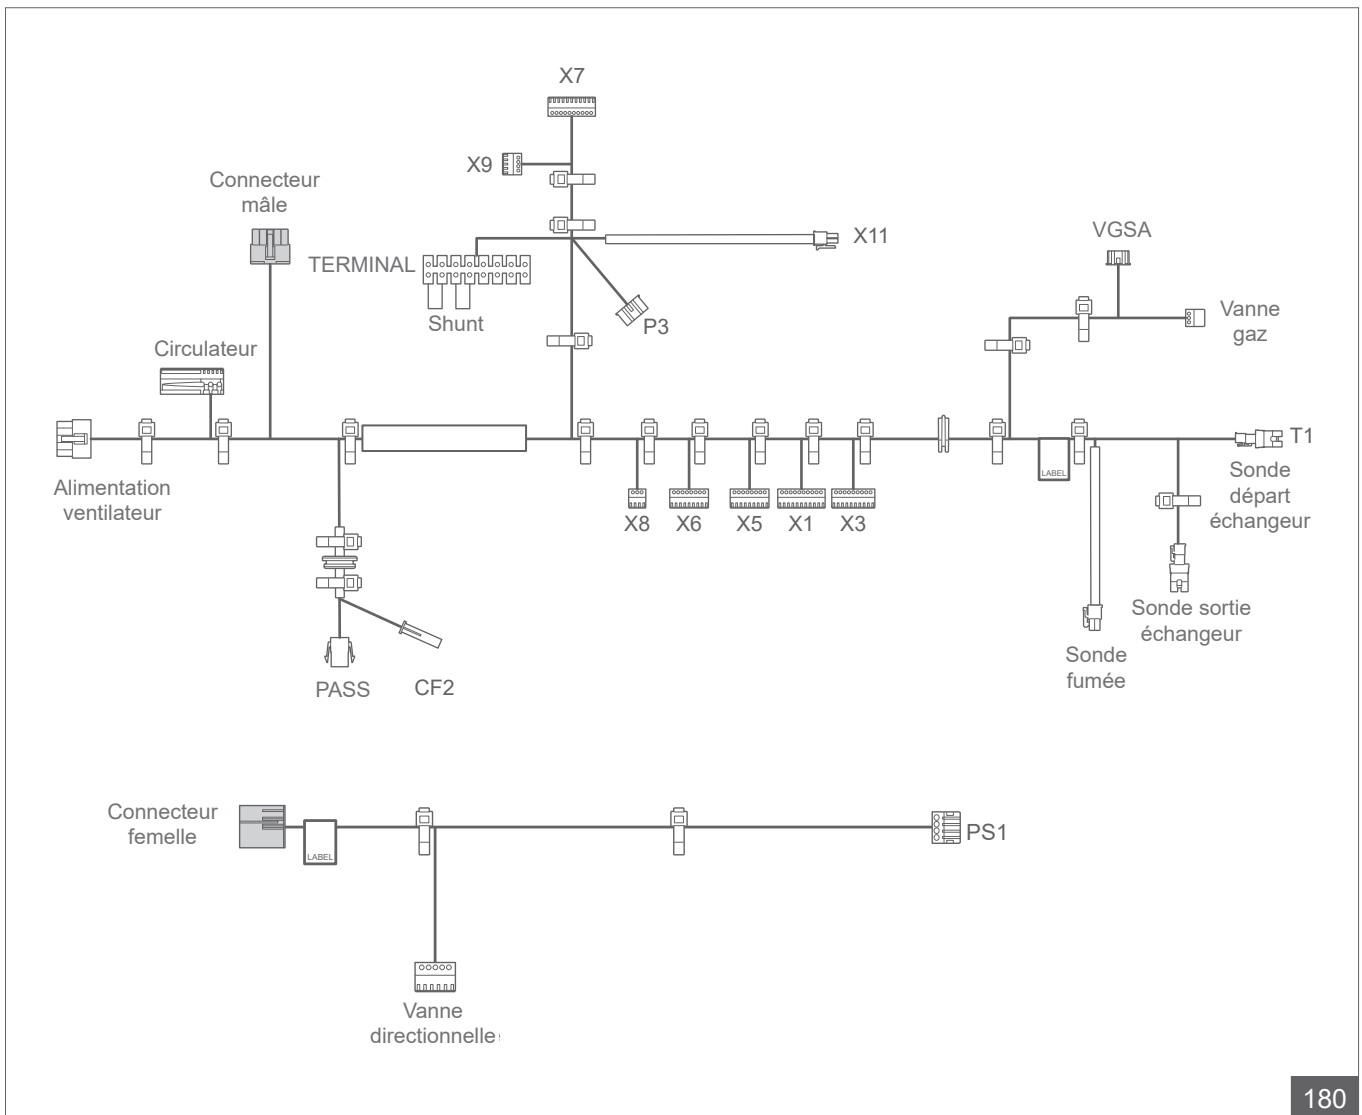 X7
X9
Connecteur
mâle
X11
VGSA
TERMINAL
Vanne
gaz
Shunt
P3
Circulateur
T1
Alimentation
ventilateur
LABEL
Sonde
départ
échangeur
X8
X6
X5
X1
X3
Sonde sortie
échangeur
Sonde
fumée
PASS
CF2
Connecteur
femelle
LABEL
PS1
Vanne
directionnelle
180